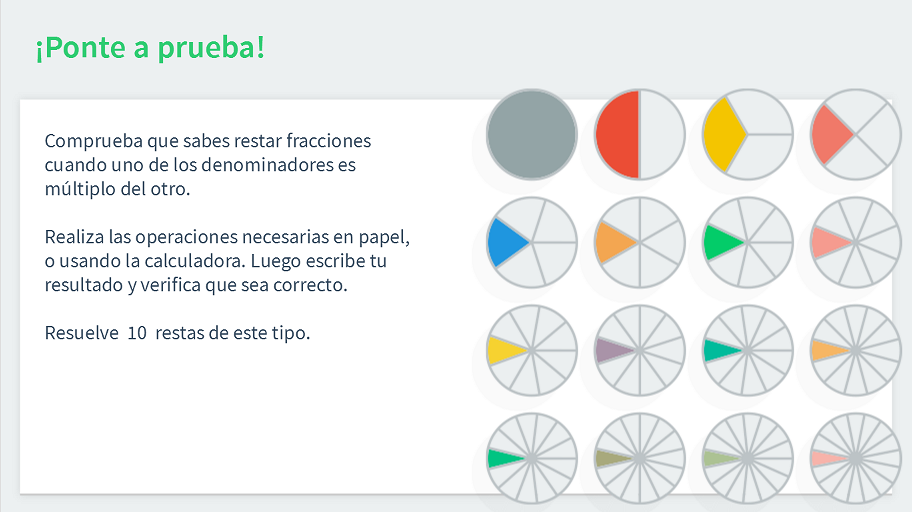 ¡Ponte a prueba!
Comprueba que sabes restar fracciones
cuando uno de los denominadores es
múltiplo del otro.
Realiza las operaciones necesarias en papel,
o usando la calculadora. Luego escribe tu
resultado y verifica que sea correcto.
Resuelve 10 restas de este tipo.